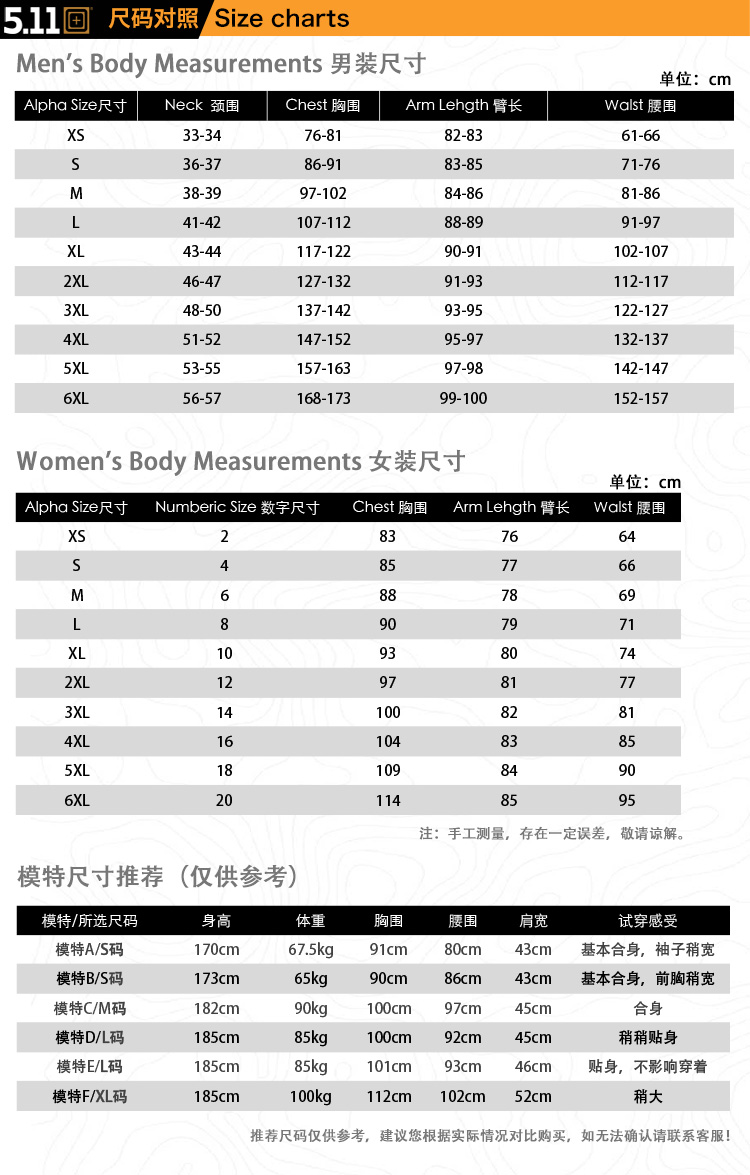 5.11 尺码对照 Size charts
Men's Body Measurements 男装尺寸
单位：cm
Alpha Size尺寸 Neck 颈围 Chest 胸围 Arm Lehgth 臂长 Walst 腰围
XS 33-34 76-81 82-83 61-66
S 36-37 86-91 83-85 71-76
M 38-39 97-102 84-86 81-86
L 41-42 107-112 88-89 91-97
XL 43-44 117-122 90-91 102-107
2XL 46-47 127-132 91-93 112-117
3XL 48-50 137-142 93-95 122-127
4XL 51-52 147-152 95-97 132-137
5XL 53-55 157-163 97-98 142-147
6XL 56-57 168-173 99-100 152-157
Women's Body Measurements 女装尺寸
单位：cm
Alpha Size尺寸 Numberic Size 数字尺寸 Chest 胸围 Arm Lehgth 臂长 Walst 腰围
XS 2 83 76 64
S 4 85 77 66
M 6 88 78 69
L 8 90 79 71
XL 10 93 80 74
2XL 12 97 81 77
3XL 14 100 82 81
4XL 16 104 83 85
5XL 18 109 84 90
6XL 20 114 85 95
注：手工测量，存在一定误差，敬请谅解。
模特尺寸推荐（仅供参考）
模特/所选尺码 身高 体重 胸围 腰围 肩宽 试穿感受
模特A/S码 170cm 67.5kg 91cm 80cm 43cm 基本合身，袖子稍宽
模特B/S码 173cm 65kg 90cm 86cm 43cm 基本合身，前胸稍宽
模特C/M码 182cm 90kg 100cm 97cm 45cm 合身
模特D/L码 185cm 85kg 100cm 92cm 45cm 稍稍贴身
模特E/L码 185cm 85kg 101cm 93cm 46cm 贴身，不影响穿着
模特F/XL码 185cm 100kg 112cm 102cm 52cm 稍大
推荐尺码仅供参考，建议您根据实际情况对比购买，如无法确认请联系客服！